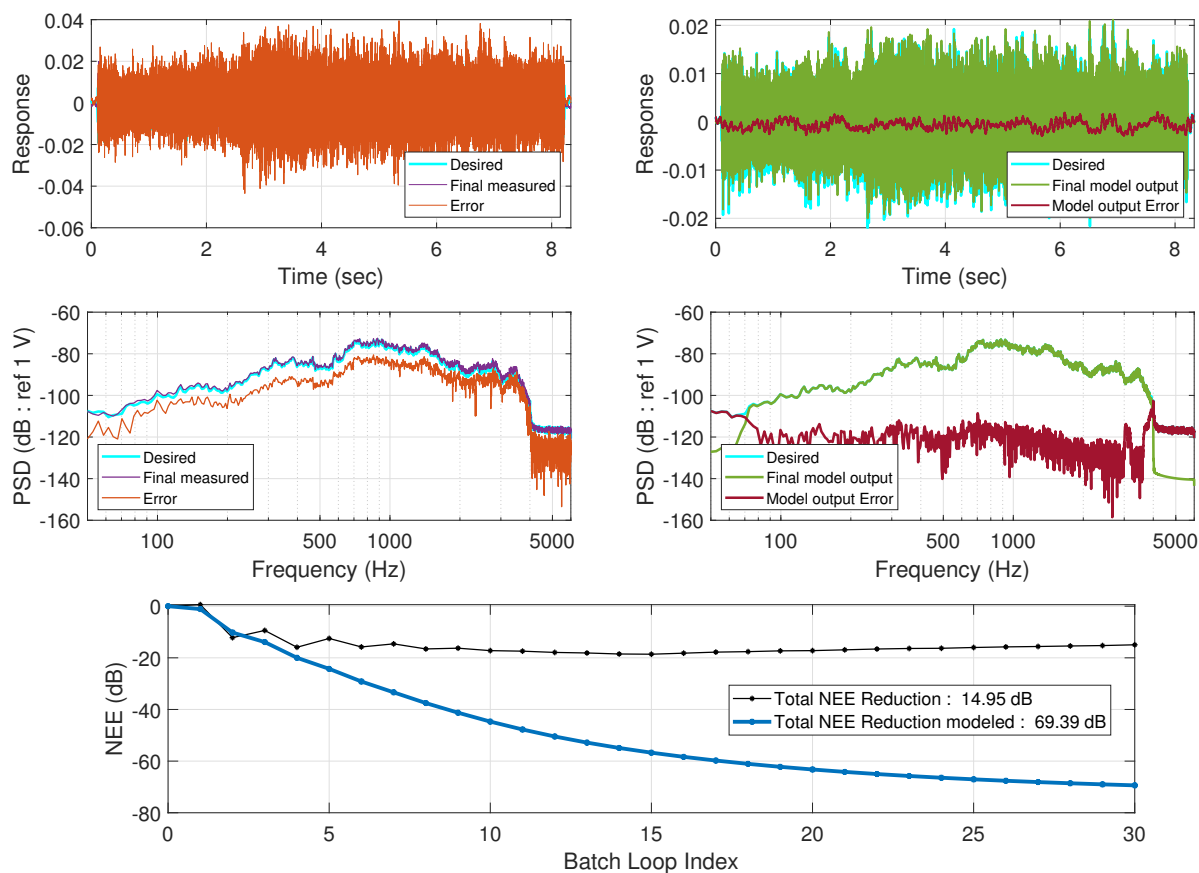 0.04
0.02
0
-0.02
-0.04
-0.06
Response
0 2 4 6 8
Time (sec)
Desired
Final measured
Error
0.02
0.01
0
-0.01
-0.02
Response
0 2 4 6 8
Time (sec)
Desired
Final model output
Model output Error
-60
-80
-100
-120
-140
-160
PSD (dB : ref 1 V)
100 500 1000 5000
Frequency (Hz)
Desired
Final measured
Error
-60
-80
-100
-120
-140
-160
PSD (dB : ref 1 V)
100 500 1000 5000
Frequency (Hz)
Desired
Final model output
Model output Error
0
-20
-40
-60
-80
NEE (dB)
0 5 10 15 20 25 30
Batch Loop Index
Total NEE Reduction : 14.95 dB
Total NEE Reduction modeled : 69.39 dB